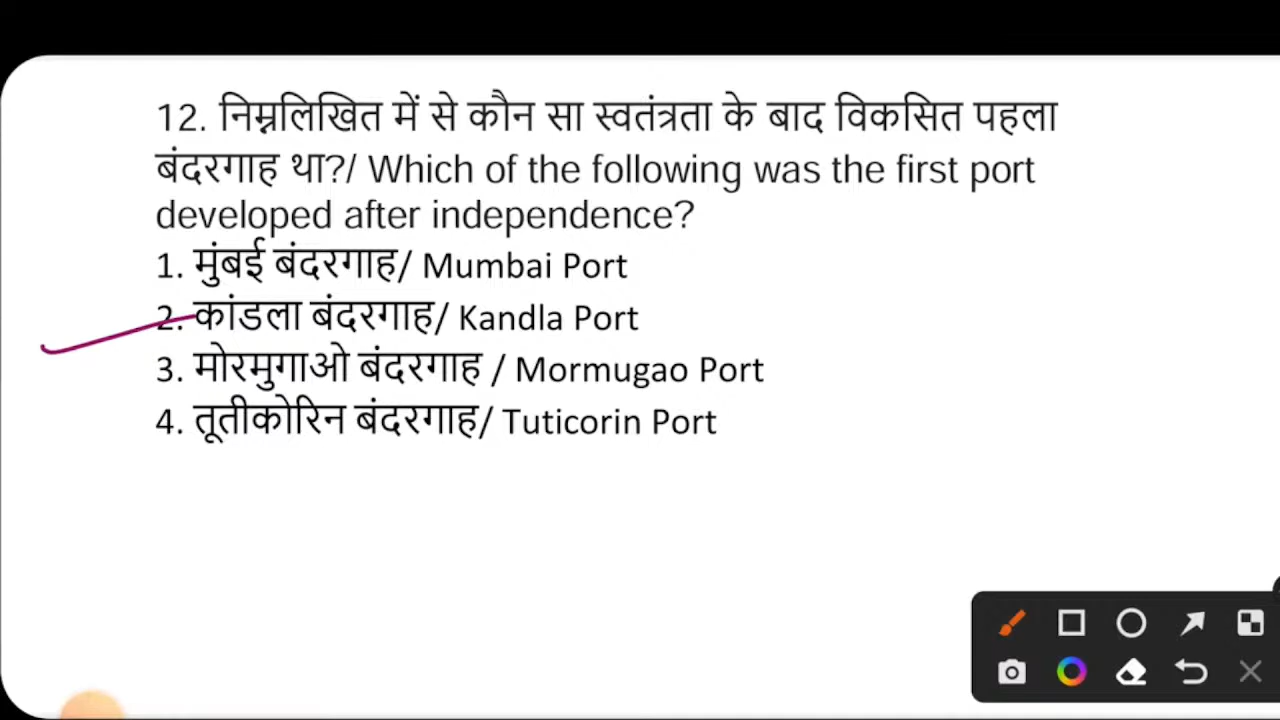 12. निम्नलिखित में से कौन सा स्वतंत्रता के बाद विकसित पहला
बंदरगाह था?/ Which of the following was the first port
developed after independence?
1. मुंबई बंदरगाह/ Mumbai Port
2. कांडला बंदरगाह/ Kandla Port
3. मोरमुगाओ बंदरगाह / Mormugao Port
4. तूतीकोरिन बंदरगाह/ Tuticorin Port